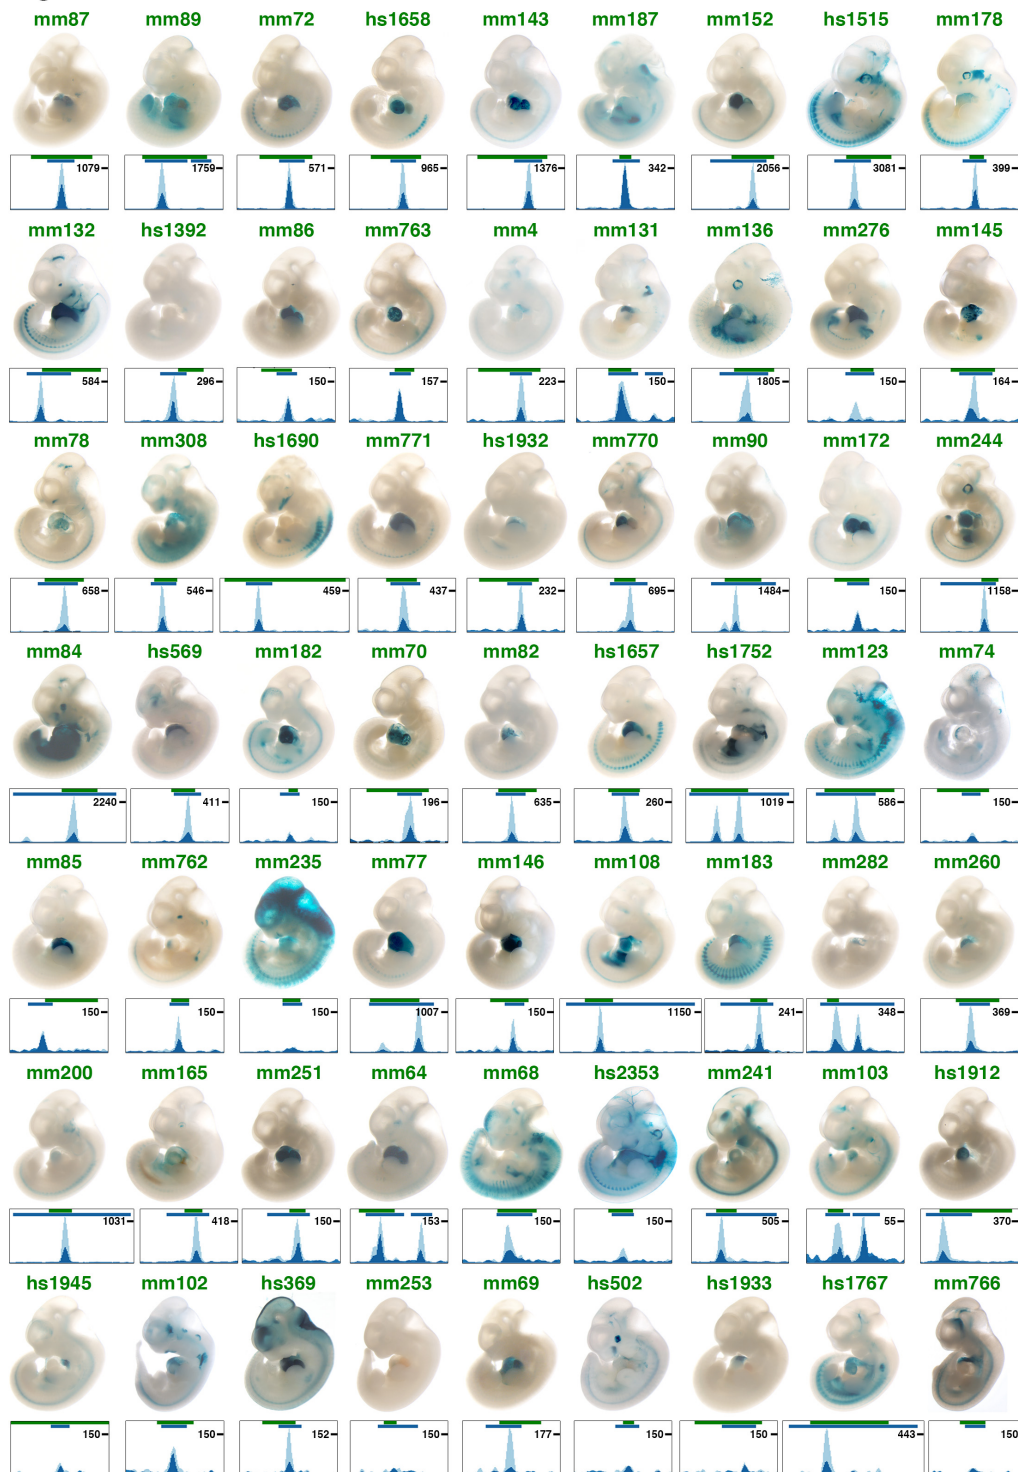 mm87 mm89 mm72 hs1658 mm143 mm187 mm152 hs1515 mm178
1079 1759 571 965 1376 342 2056 3081 399
mm132 hs1392 mm86 mm763 mm4 mm131 mm136 mm276 mm145
584 296 150 157 223 150 1805 150 164
mm78 mm308 hs1690 mm771 hs1932 mm770 mm90 mm172 mm244
658 546 459 437 232 695 1484 150 1158
mm84 hs569 mm182 mm70 mm82 hs1657 hs1752 mm123 mm74
2240 411 150 196 635 260 1019 586 150
mm85 mm762 mm235 mm77 mm146 mm108 mm183 mm282 mm260
150 150 150 1007 150 1150 241 348 369
mm200 mm165 mm251 mm64 mm68 hs2353 mm241 mm103 hs1912
1031 418 150 153 150 150 505 55 370
hs1945 mm102 hs369 mm253 mm69 hs502 hs1933 hs1767 mm766
150 150 152 150 177 150 150 443 150